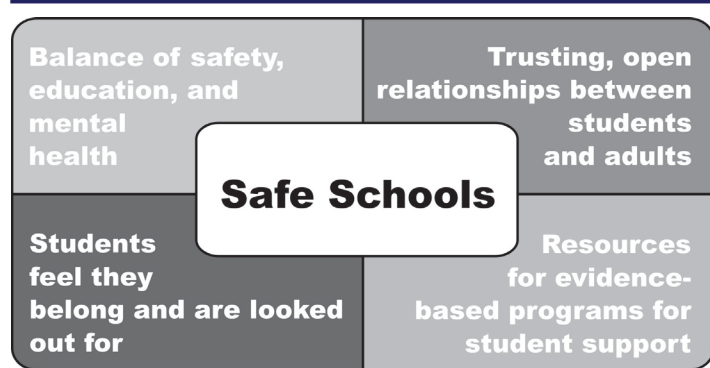 Balance of safety,
education, and
mental
health
Trusting, open
relationships between
students
and adults
Safe Schools
Students
feel they
belong and are looked
out for
Resources
for evidence-
based programs for
student support